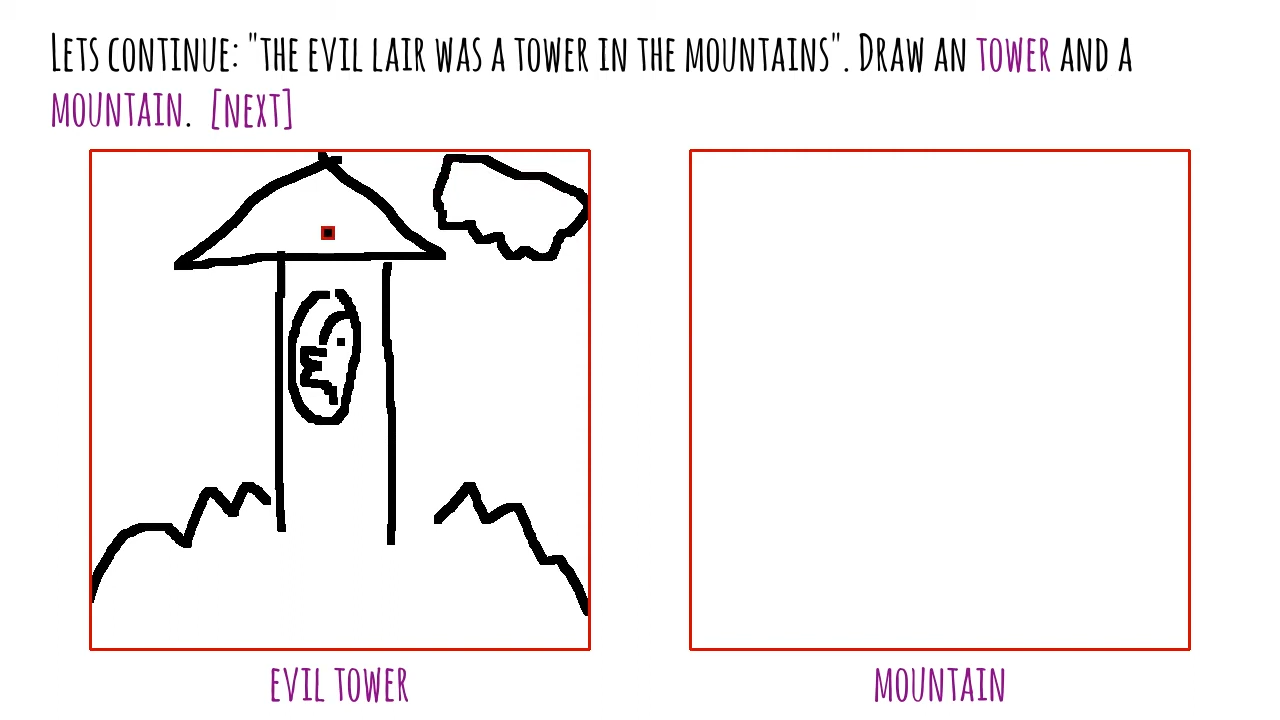 LETS CONTINUE: "THE EVIL LAIR WAS A TOWER IN THE MOUNTAINS". DRAW AN TOWER AND A
MOUNTAIN. [NEXT]
EVIL TOWER
MOUNTAIN